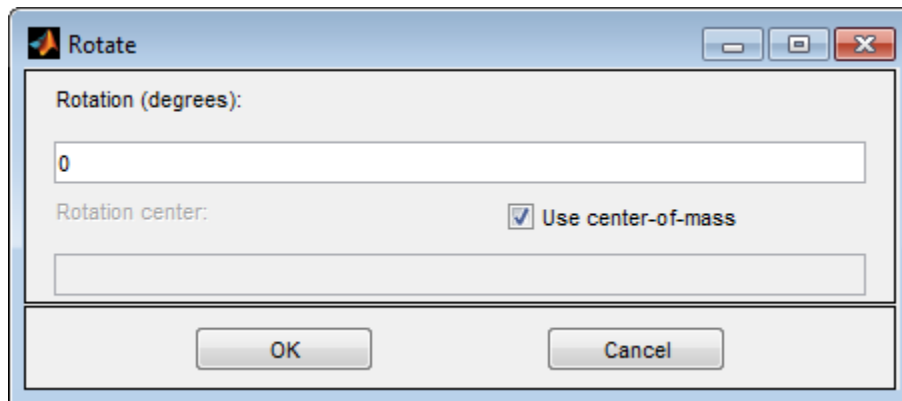 Rotate
Rotation (degrees):
0
Rotation center:
Use center-of-mass
OK
Cancel